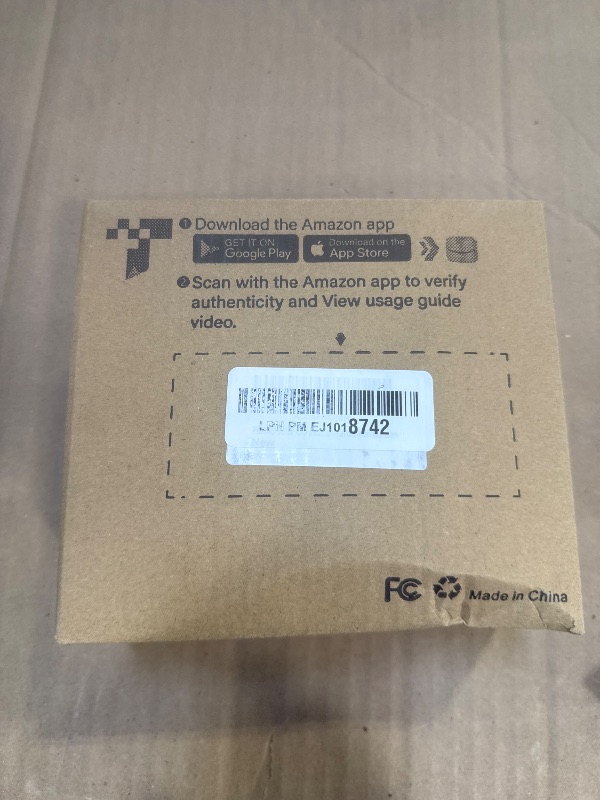 ❶ Download the Amazon app
GET IT ON
Google Play
Download on the
App Store
❷ Scan with the Amazon app to verify
authenticity and View usage guide
video.
LPN PM EJ1018742
FC
Made in China